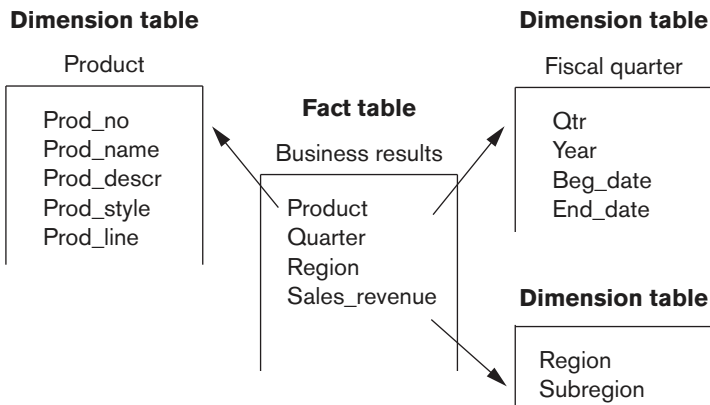 Dimension table
Product
Prod_no
Prod_name
Prod_descr
Prod_style
Prod_line
Fact table
Business results
Product
Quarter
Region
Sales_revenue
Dimension table
Fiscal quarter
Qtr
Year
Beg_date
End_date
Dimension table
Region
Subregion